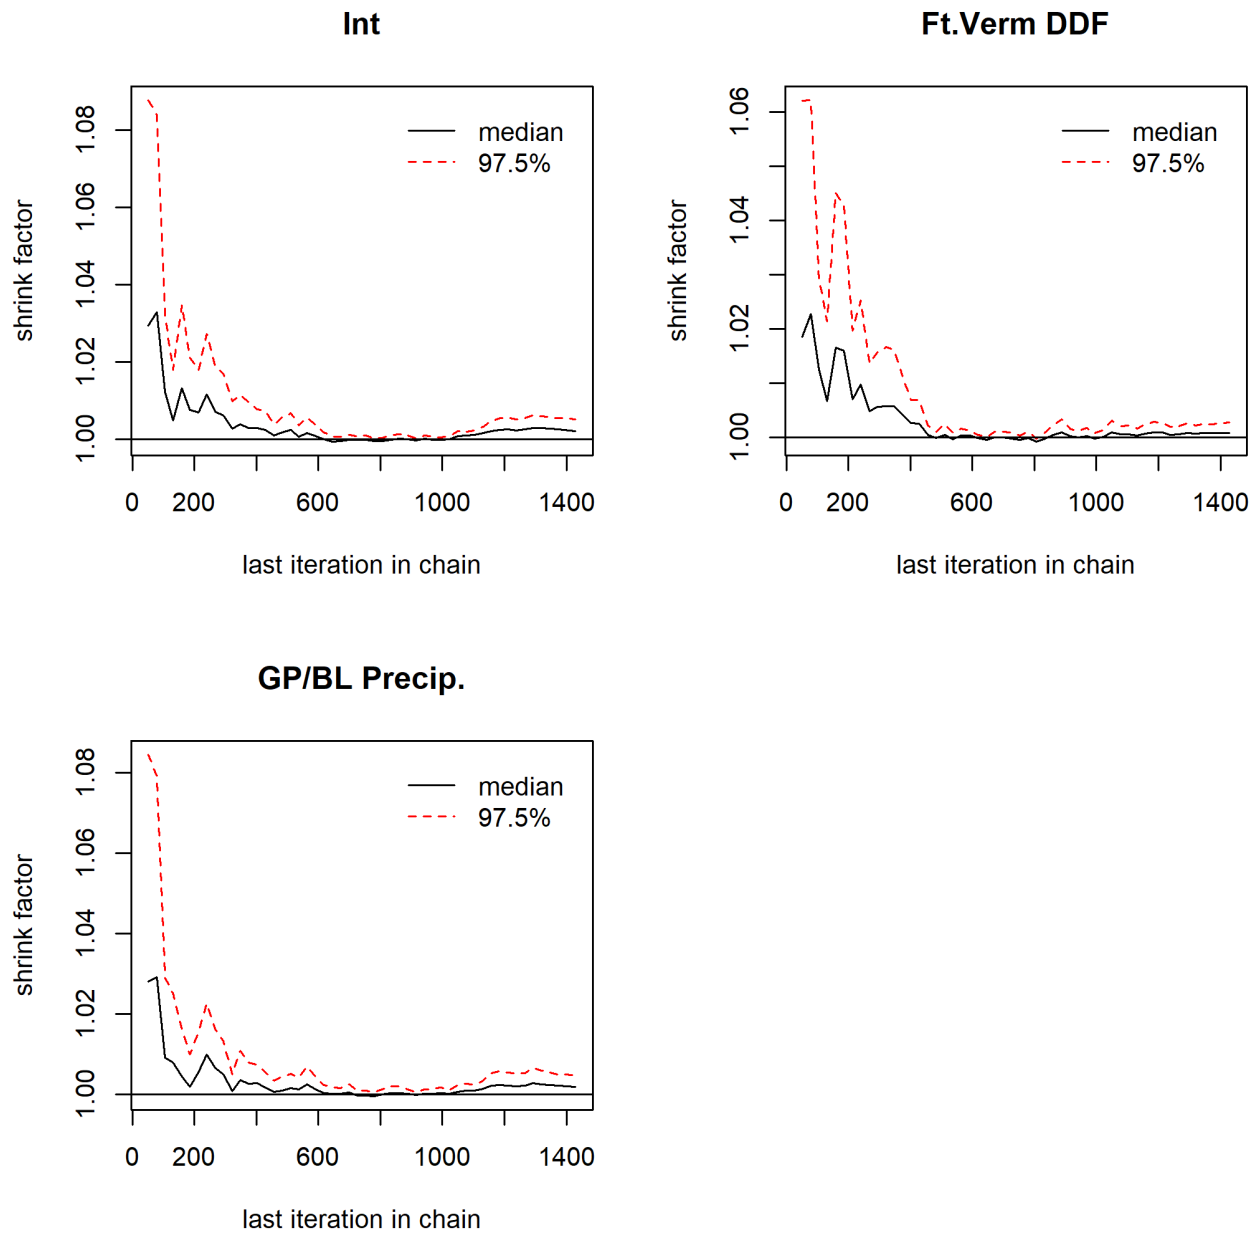 Int
median
97.5%
shrink factor
1.00 1.02 1.04 1.06 1.08
0 200 600 1000 1400
last iteration in chain
Ft.Verm DDF
median
97.5%
shrink factor
1.00 1.02 1.04 1.06
0 200 600 1000 1400
last iteration in chain
GP/BL Precip.
median
97.5%
shrink factor
1.00 1.02 1.04 1.06 1.08
0 200 600 1000 1400
last iteration in chain